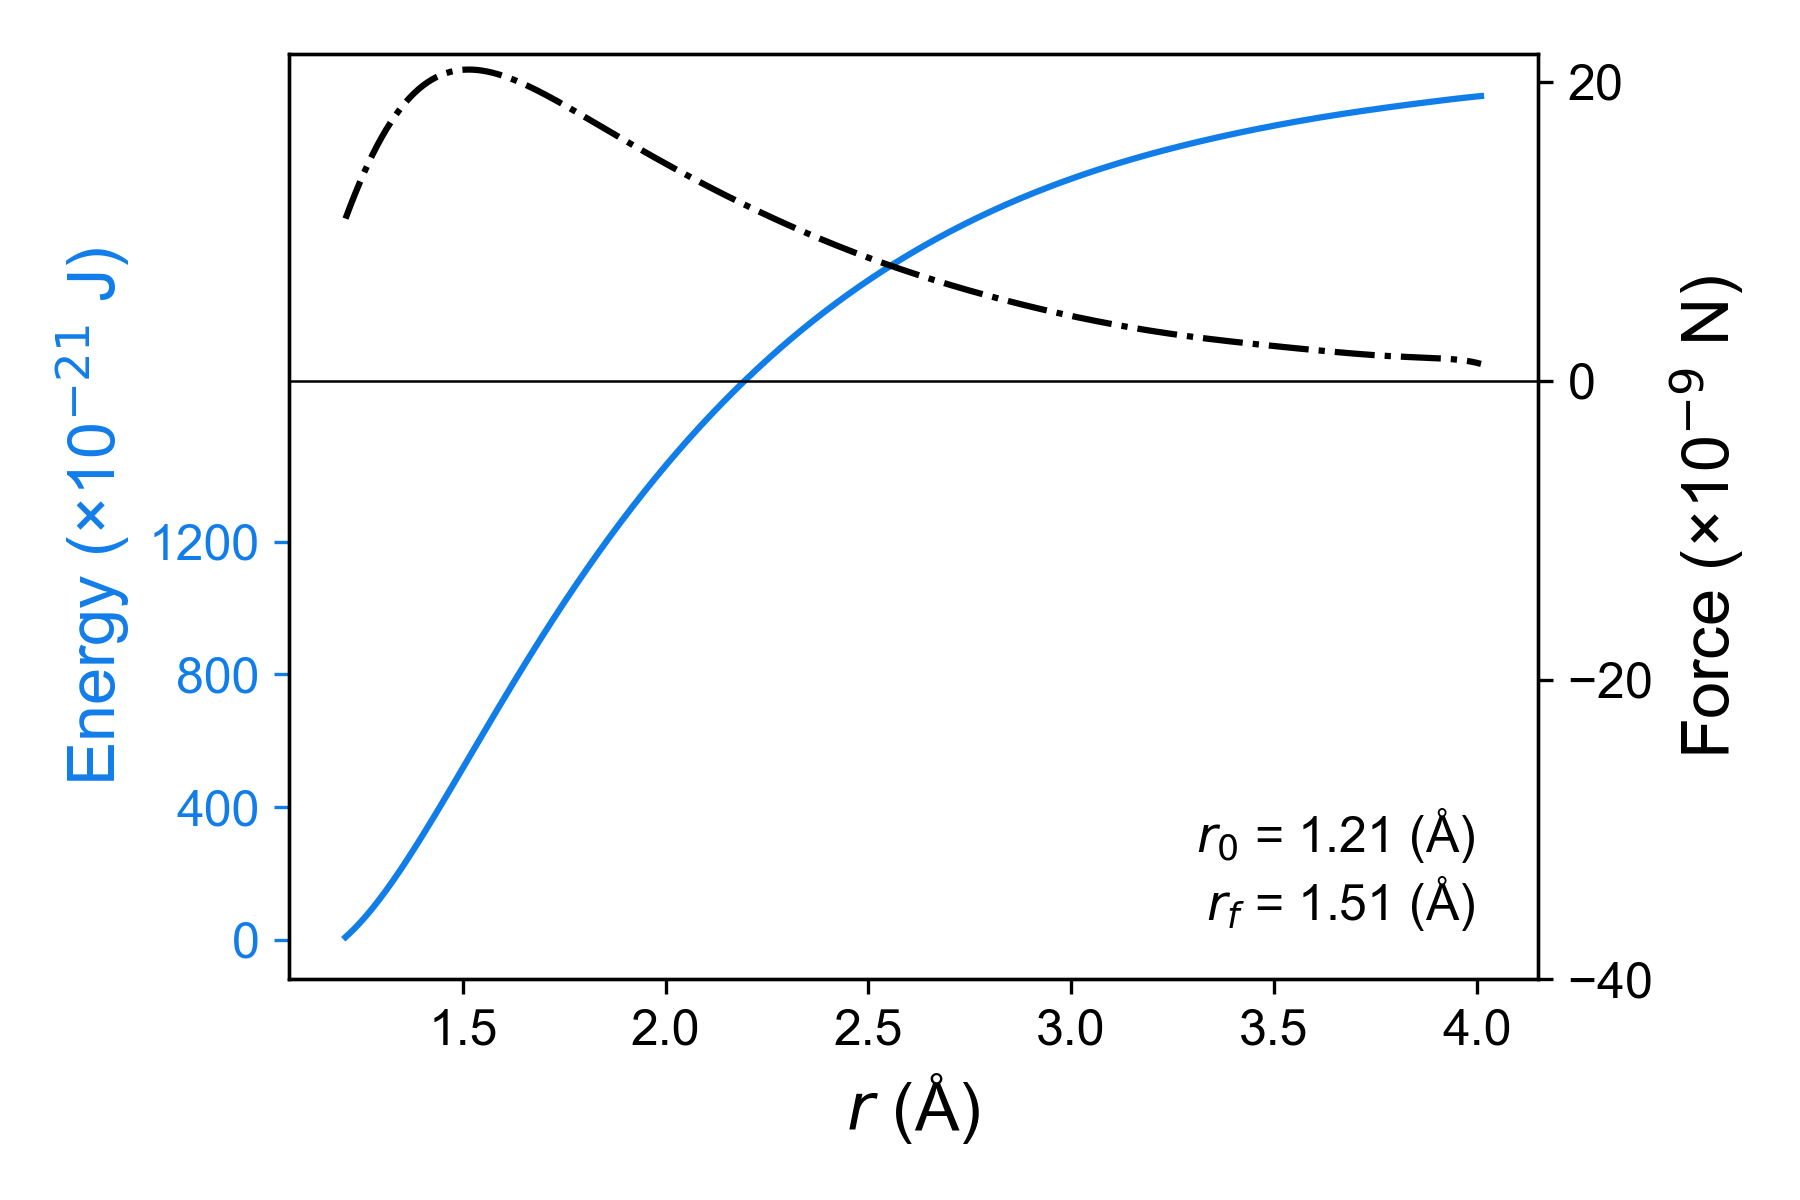 Energy (×10⁻²¹ J)
1200
800
400
0
20
0
−20
−40
Force (×10⁻⁹ N)
r₀ = 1.21 (Å)
r_f = 1.51 (Å)
1.5 2.0 2.5 3.0 3.5 4.0
r (Å)